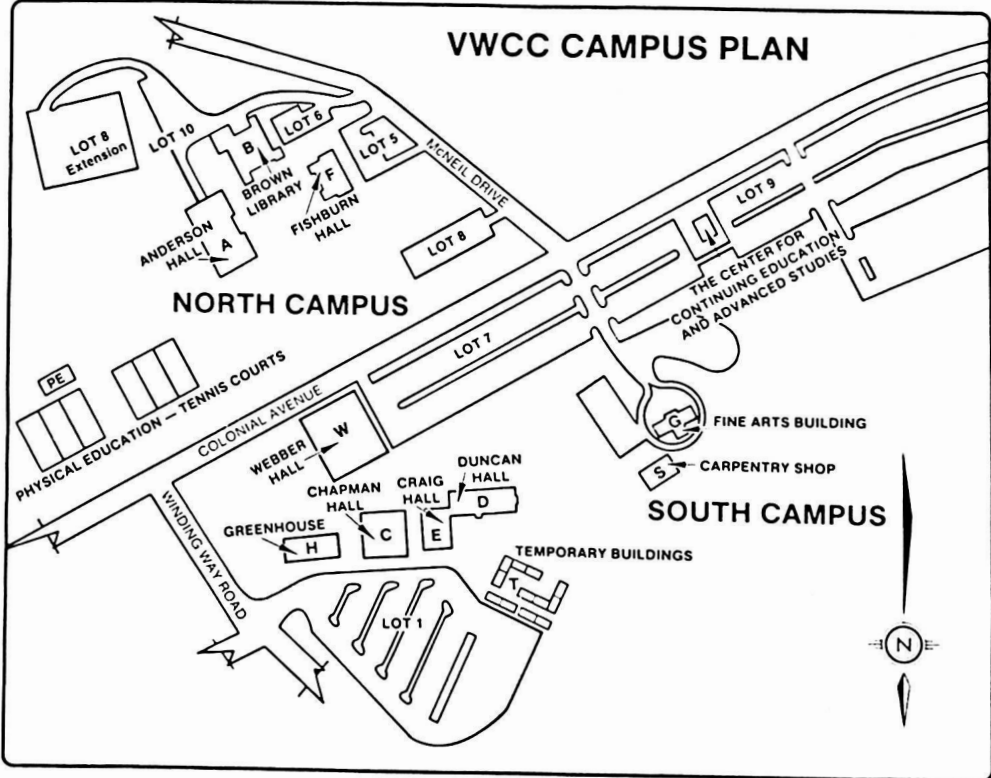 VWCC CAMPUS PLAN
LOT 8
Extension
LOT 10
B
LOT 6
LOT 5
McNEIL DRIVE
BROWN
LIBRARY
F
FISHBURN
HALL
ANDERSON
HALL
A
LOT 8
LOT 9
THE CENTER FOR
CONTINUING EDUCATION
AND ADVANCED STUDIES
NORTH CAMPUS
LOT 7
PE
PHYSICAL EDUCATION — TENNIS COURTS
COLONIAL AVENUE
W
WEBBER
HALL
G
FINE ARTS BUILDING
S
CARPENTRY SHOP
SOUTH CAMPUS
DUNCAN
HALL
D
CRAIG
HALL
E
CHAPMAN
HALL
C
GREENHOUSE
H
WINDING WAY ROAD
TEMPORARY BUILDINGS
T
LOT 1
N